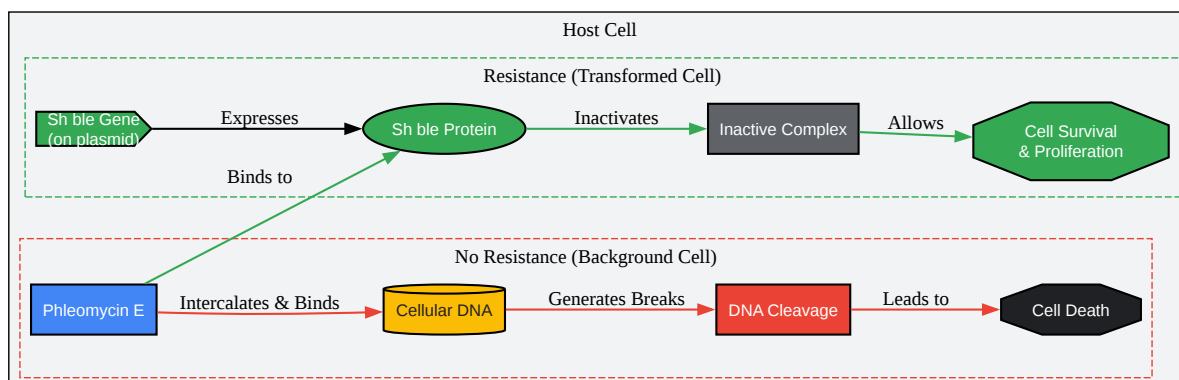 Host Cell
Resistance (Transformed Cell)
Sh ble Gene
(on plasmid)
Expresses
Sh ble Protein
Inactivates
Inactive Complex
Allows
Cell Survival
& Proliferation
Binds to
No Resistance (Background Cell)
Phleomycin E
Intercalates & Binds
Cellular DNA
Generates Breaks
DNA Cleavage
Leads to
Cell Death